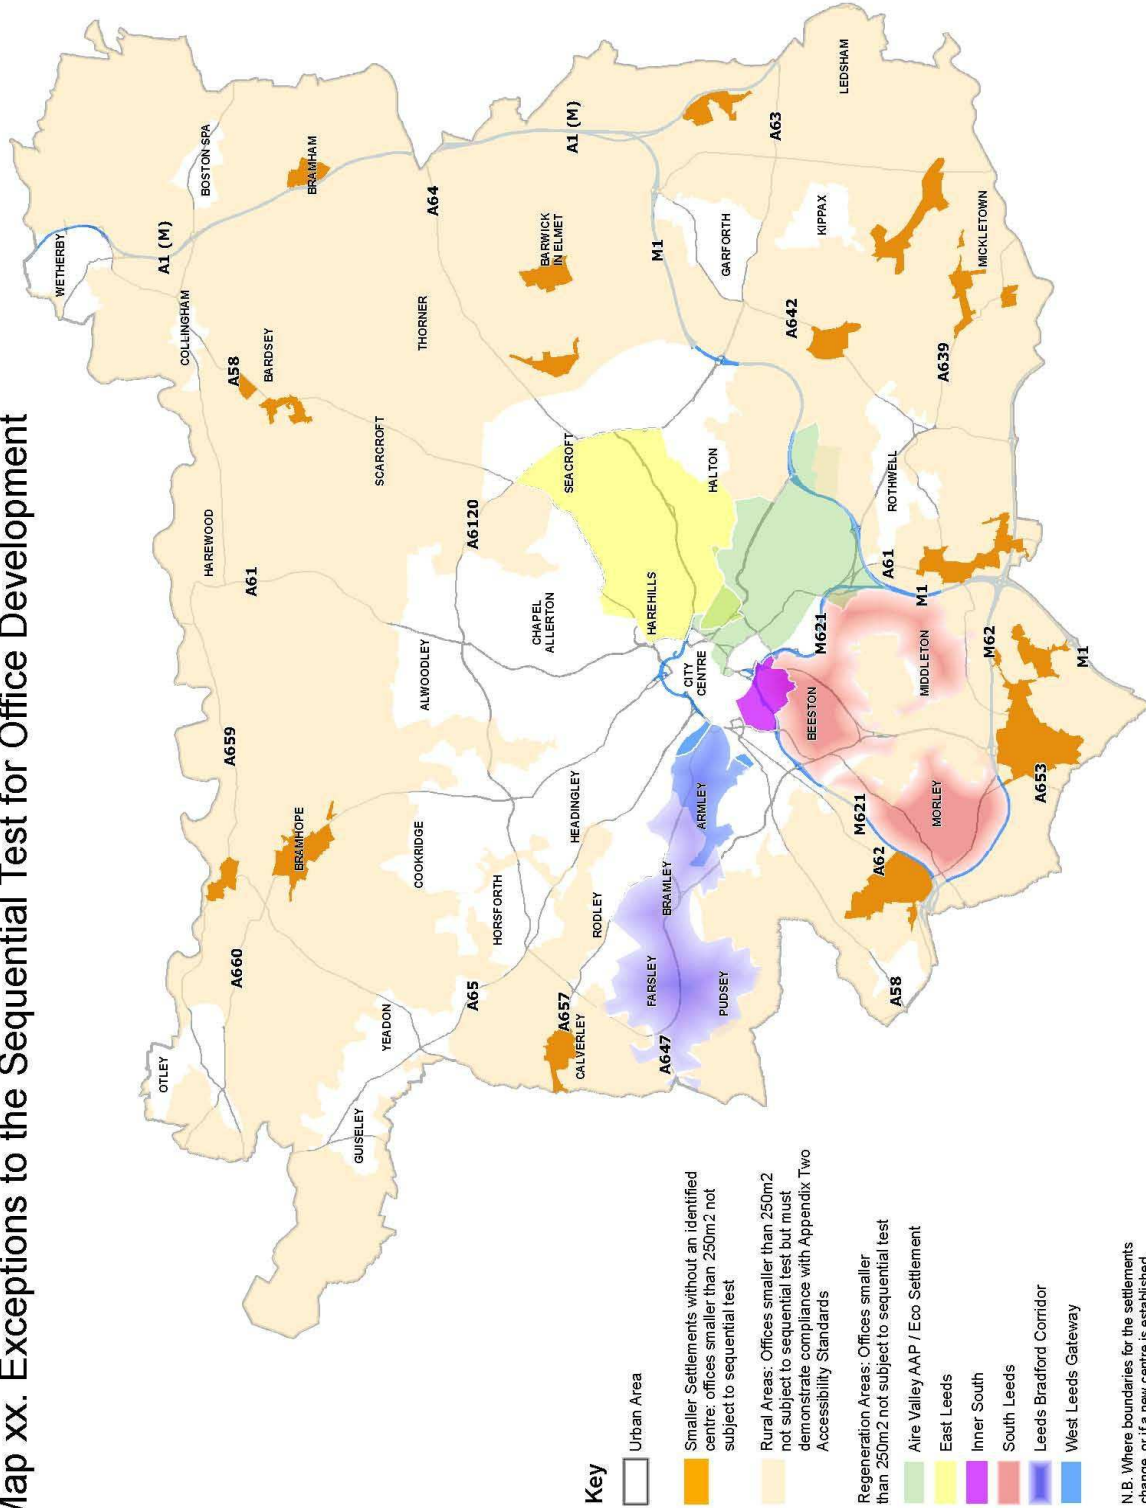 Map xx. Exceptions to the Sequential Test for Office Development
WETHERBY
A1 (M)
BOSTON SPA
COLLINGHAM
BRAMHAM
A58
BARDSEY
HAREWOOD
A61
SCARCROFT
THORNER
A64
A659
BRAMHOPE
A660
OTLEY
ALWOODLEY
A6120
BARWICK
IN ELMET
A1 (M)
COOKRIDGE
YEADON
GUISELEY
CHAPEL
ALLERTON
SEACROFT
HORSFORTH
A65
HEADINGLEY
RODLEY
A657
CALVERLEY
HAREHILLS
M1
CITY
CENTRE
HALTON
GARFORTH
ARMLEY
BRAMLEY
FARSLEY
A647
PUDSEY
A63
A642
KIPPAX
LEDSHAM
BEESTON
M621
M621
A62
A61
ROTHWELL
A58
M1
MIDDLETON
MORLEY
A639
MICKLETOWN
M62
A653
M1
Key
Urban Area
Smaller Settlements without an identified
centre: offices smaller than 250m2 not
subject to sequential test
Rural Areas: Offices smaller than 250m2
not subject to sequential test but must
demonstrate compliance with Appendix Two
Accessibility Standards
Regeneration Areas: Offices smaller
than 250m2 not subject to sequential test
Aire Valley AAP / Eco Settlement
East Leeds
Inner South
South Leeds
Leeds Bradford Corridor
West Leeds Gateway
N.B. Where boundaries for the settlements
change, or if a new centre is established